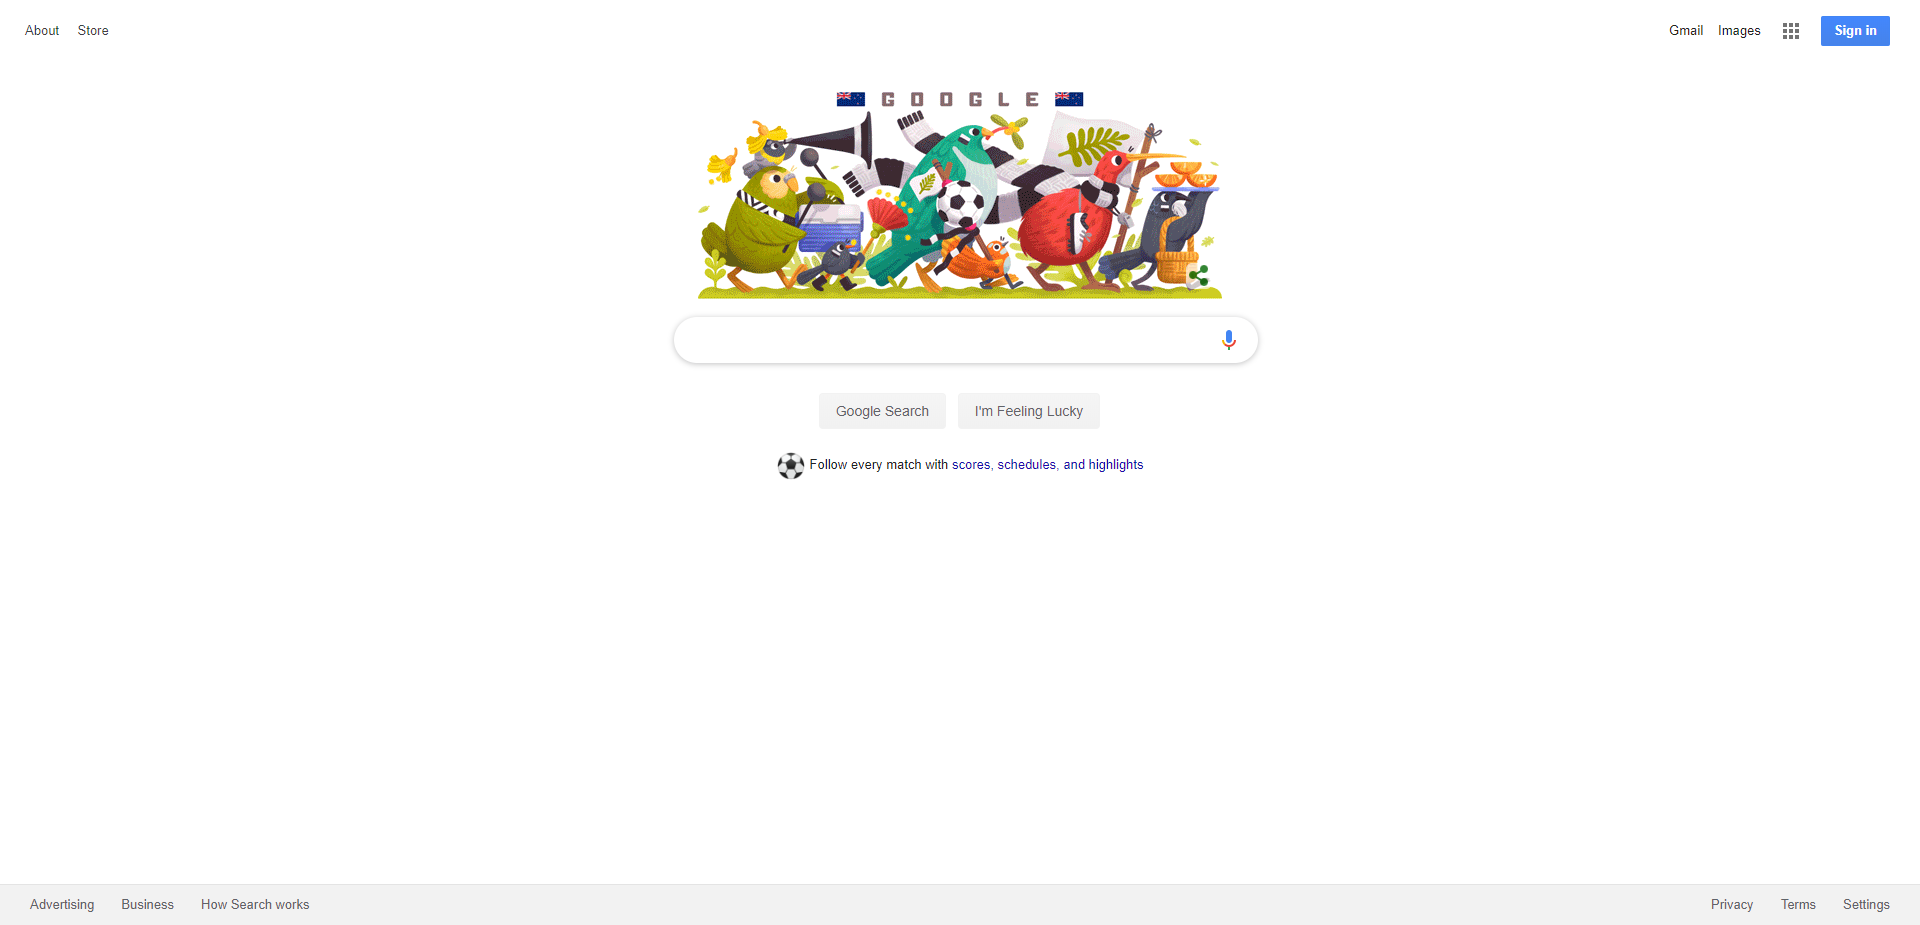 About Store
Gmail Images Sign in
GOOGLE
Google Search I'm Feeling Lucky
Follow every match with scores, schedules, and highlights
Advertising Business How Search works
Privacy Terms Settings